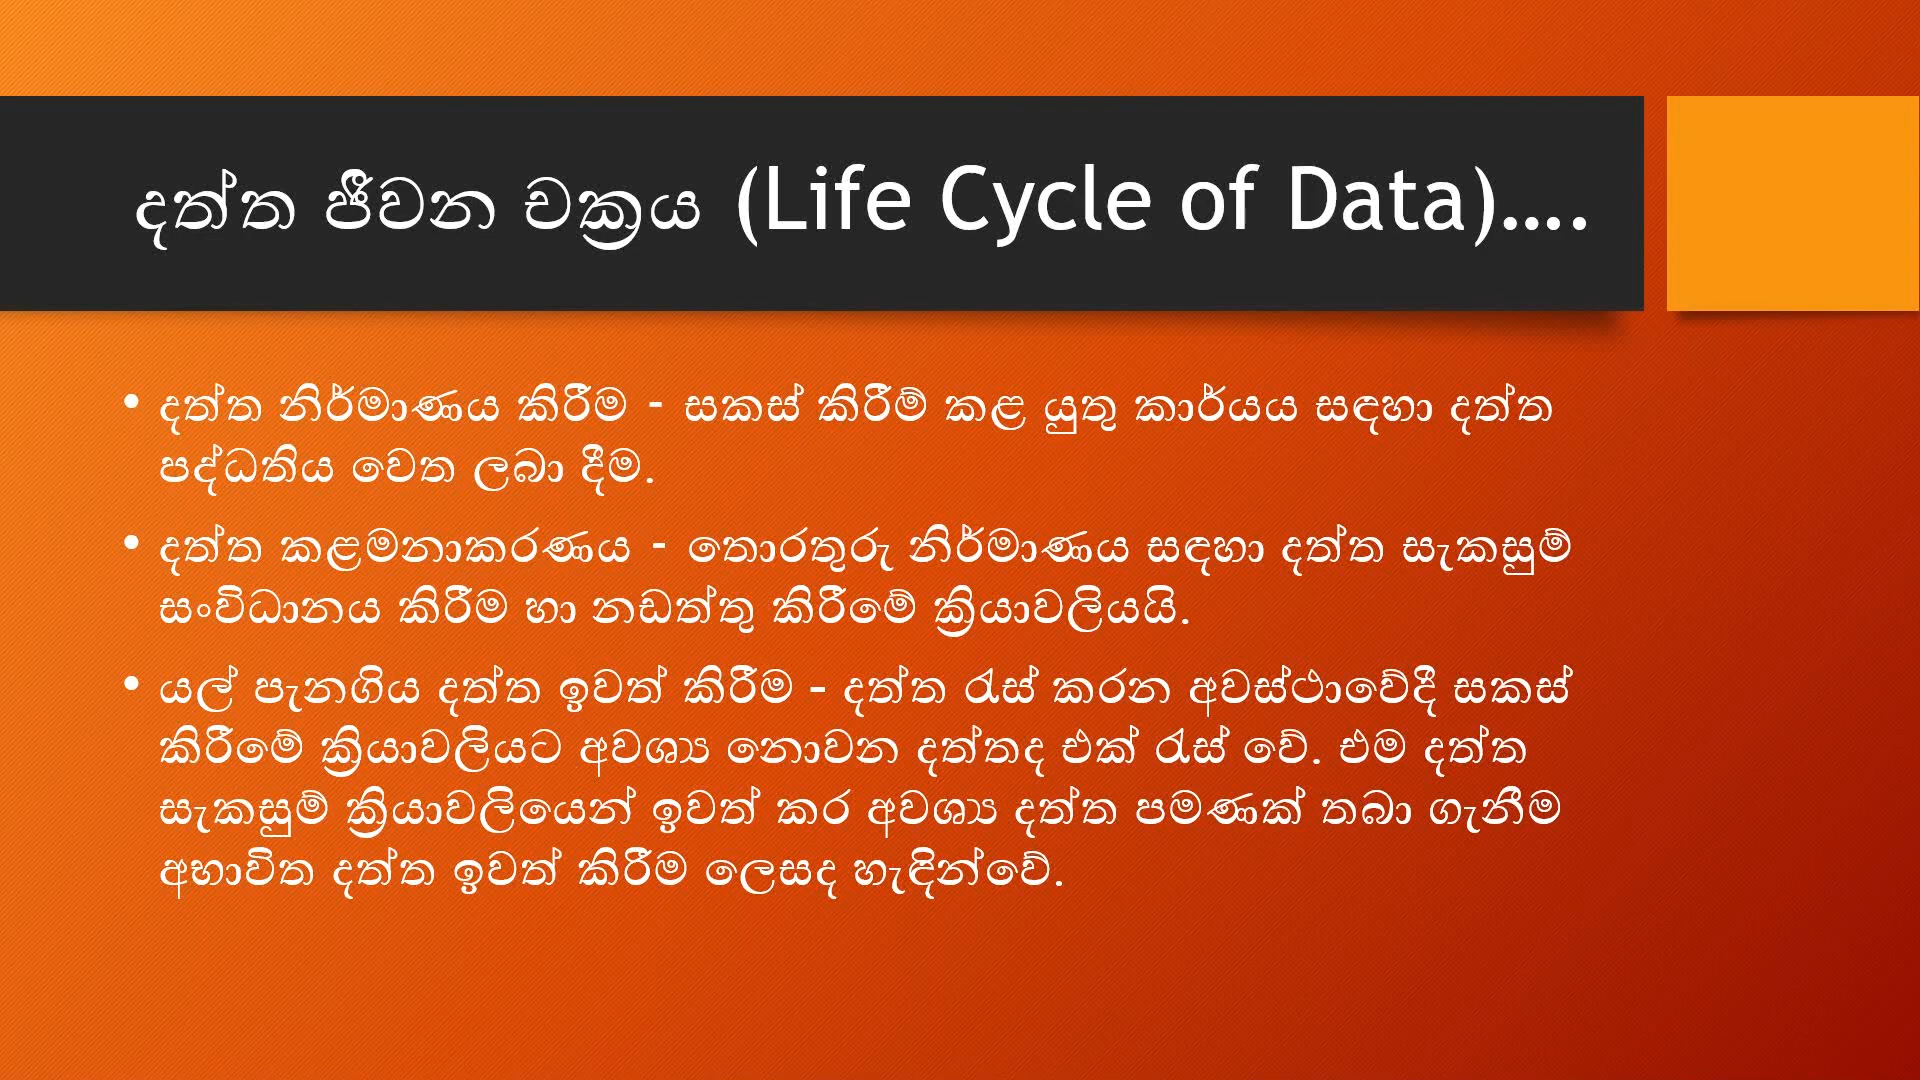 දත්ත ජීවන චක්‍රය (Life Cycle of Data)....
• දත්ත නිර්මාණය කිරීම - සකස් කිරීම් කළ යුතු කාර්යය සඳහා දත්ත
පද්ධතිය වෙත ලබා දීම.
• දත්ත කළමනාකරණය - තොරතුරු නිර්මාණය සඳහා දත්ත සැකසුම්
සංවිධානය කිරීම හා නඩත්තු කිරීමේ ක්‍රියාවලියයි.
• යල් පැනගිය දත්ත ඉවත් කිරීම – දත්ත රැස් කරන අවස්ථාවේදී සකස්
කිරීමේ ක්‍රියාවලියට අවශ්‍ය නොවන දත්තද එක් රැස් වේ. එම දත්ත
සැකසුම් ක්‍රියාවලියෙන් ඉවත් කර අවශ්‍ය දත්ත පමණක් තබා ගැනීම
අභාවිත දත්ත ඉවත් කිරීම ලෙසද හැඳින්වේ.